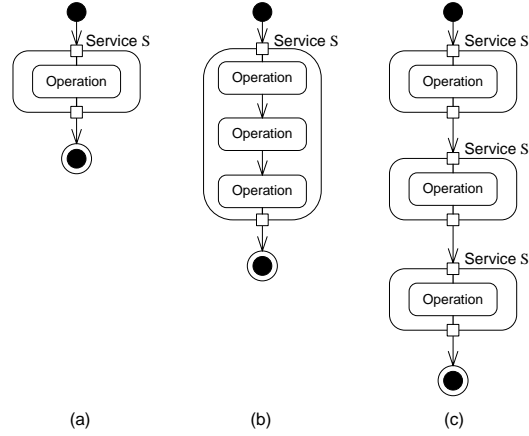 Service S
Operation
(a)
Service S
Operation
Operation
Operation
(b)
Service S
Operation
Service S
Operation
Service S
Operation
(c)